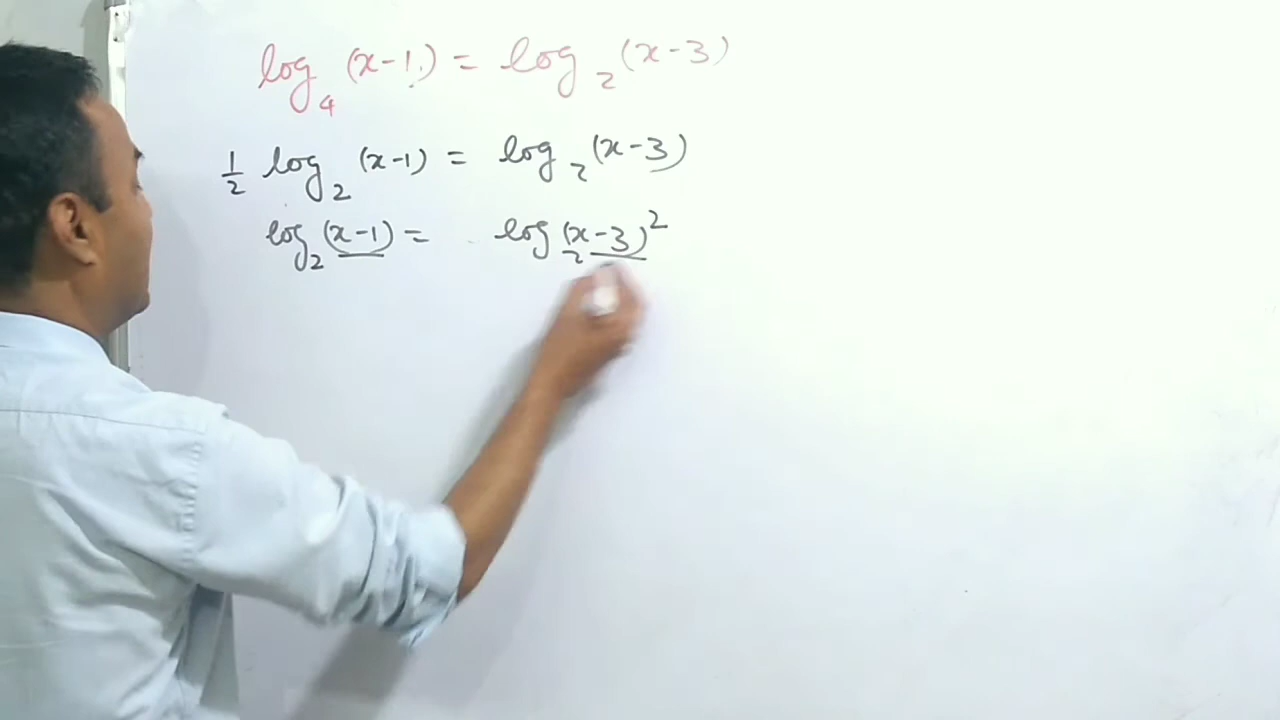 log₄(x-1) = log₂(x-3)
½ log₂(x-1) = log₂(x-3)
log₂(x-1) = log₂(x-3)²